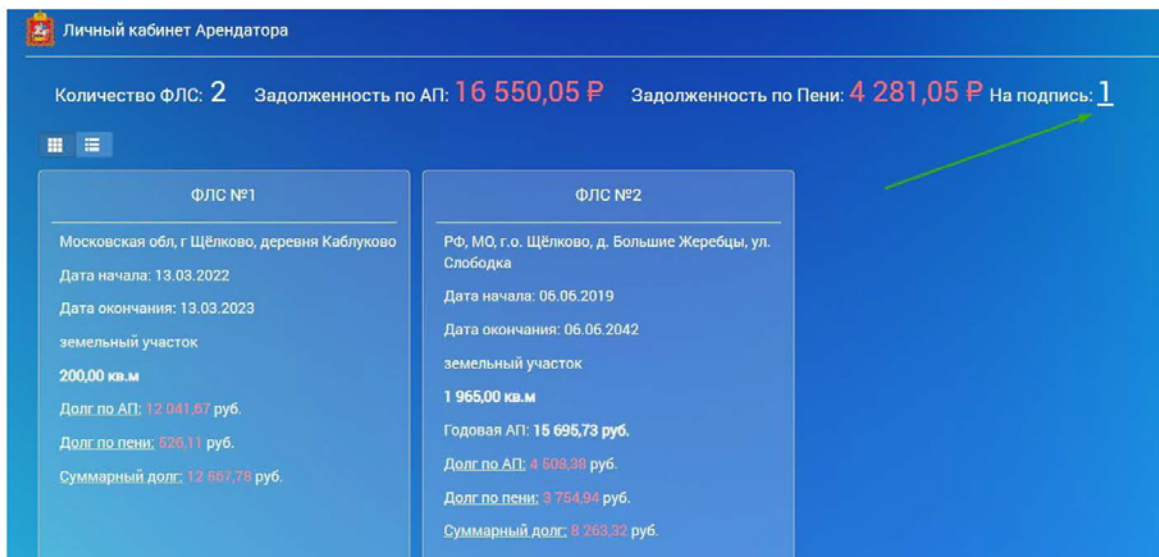 Личный кабинет Арендатора
Количество ФЛС: 2 Задолженность по АП: 16 550,05 ₽ Задолженность по Пени: 4 281,05 ₽ На подпись: 1
ФЛС №1
Московская обл, г Щёлково, деревня Каблуково
Дата начала: 13.03.2022
Дата окончания: 13.03.2023
земельный участок
200,00 кв.м
Долг по АП: 12 041,67 руб.
Долг по пени: 526,11 руб.
Суммарный долг: 12 567,78 руб.
ФЛС №2
РФ, МО, г.о. Щёлково, д. Большие Жеребцы, ул.
Слободка
Дата начала: 06.06.2019
Дата окончания: 06.06.2042
земельный участок
1 965,00 кв.м
Годовая АП: 15 695,73 руб.
Долг по АП: 4 508,38 руб.
Долг по пени: 3 754,94 руб.
Суммарный долг: 8 263,32 руб.